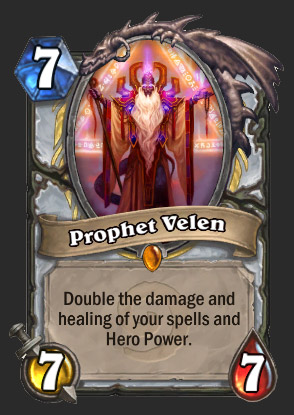 7
Prophet Velen
Double the damage and
healing of your spells and
Hero Power.
7
7